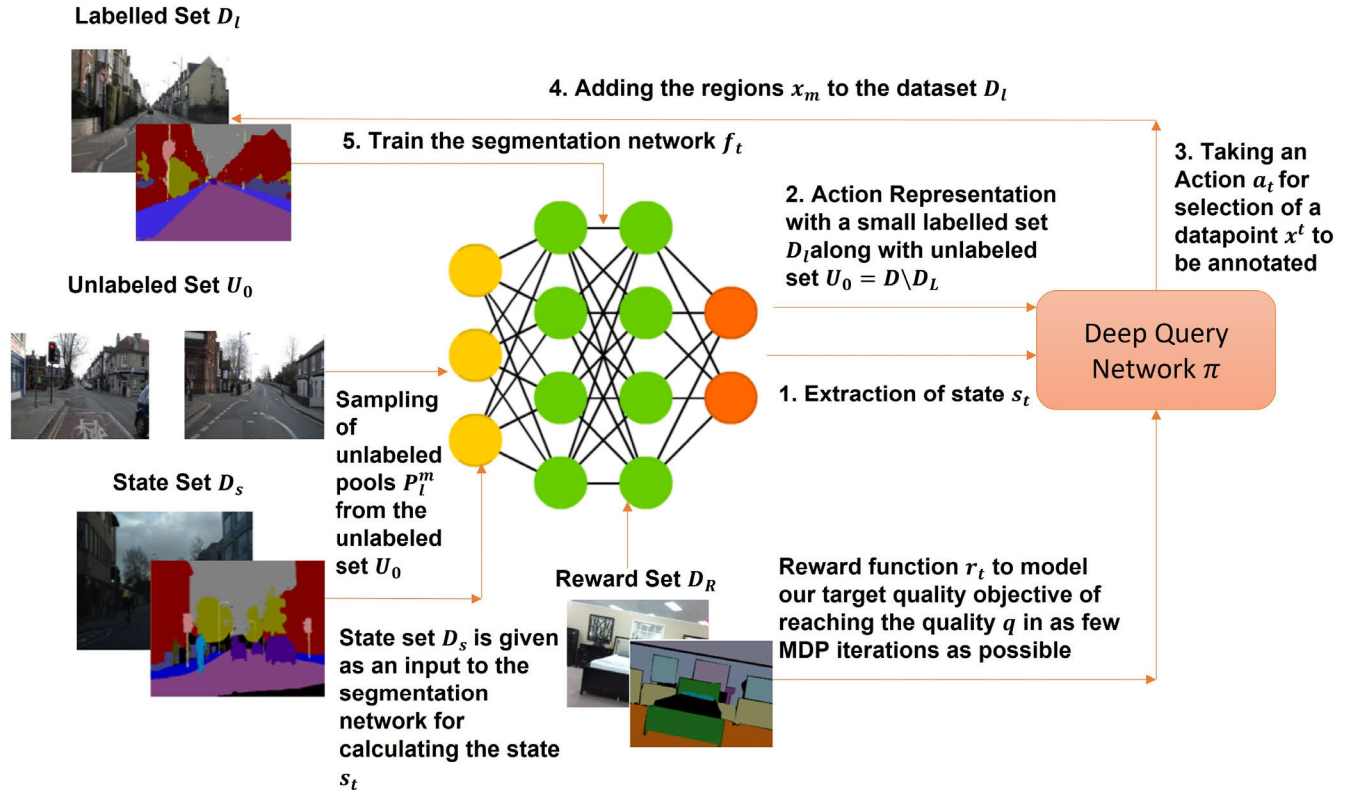 Labelled Set D_l
4. Adding the regions x_m to the dataset D_l
5. Train the segmentation network f_t
3. Taking an
Action a_t for
selection of a
datapoint x^t to
be annotated
2. Action Representation
with a small labelled set
D_l along with unlabeled
set U_0 = D\D_L
Unlabeled Set U_0
Deep Query
Network π
1. Extraction of state s_t
Sampling
of
unlabeled
pools P_l^m
from the
unlabeled
set U_0
State Set D_s
Reward Set D_R
Reward function r_t to model
our target quality objective of
reaching the quality q in as few
MDP iterations as possible
State set D_s is given
as an input to the
segmentation
network for
calculating the state
s_t